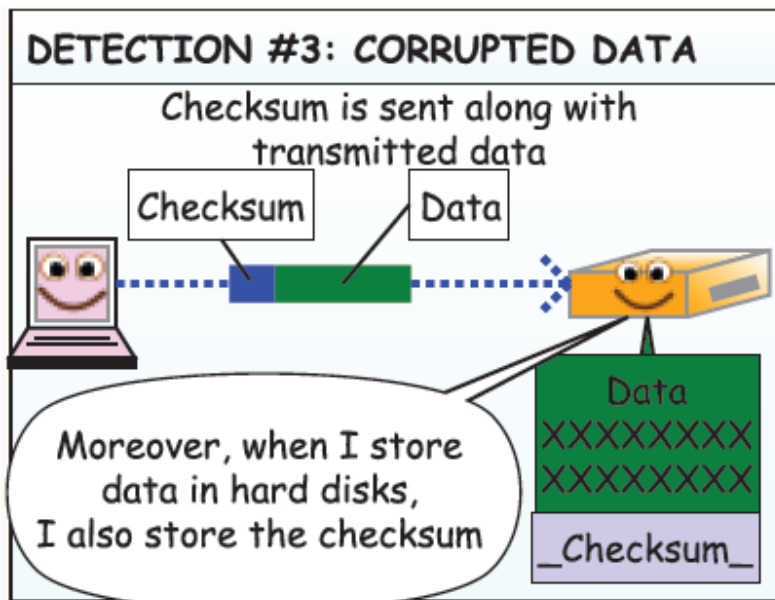 DETECTION #3: CORRUPTED DATA
Checksum is sent along with
transmitted data
Checksum
Data
Moreover, when I store
data in hard disks,
I also store the checksum
Data
XXXXXXXX
XXXXXXXX
_Checksum_